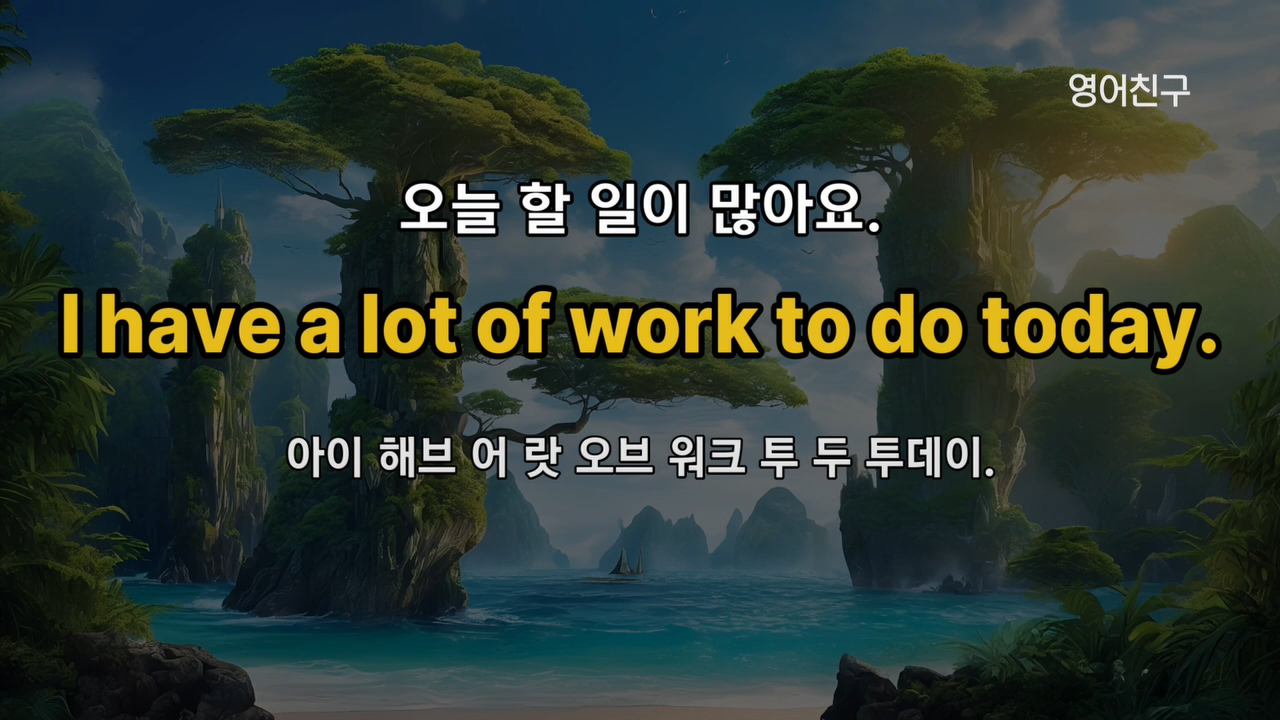 영어친구
오늘 할 일이 많아요.
I have a lot of work to do today.
아이 해브 어 랏 오브 워크 투 두 투데이.